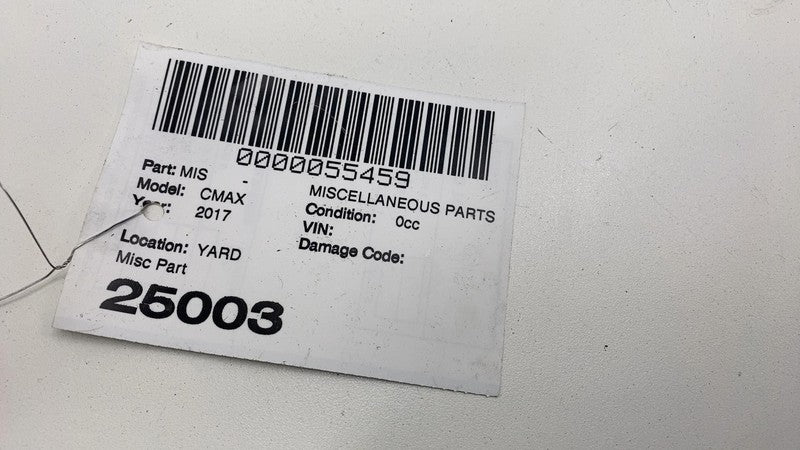 0000055459
Part: MIS -
MISCELLANEOUS PARTS
Model: CMAX
Condition: 0cc
Year: 2017
VIN:
Location: YARD
Damage Code:
Misc Part
25003